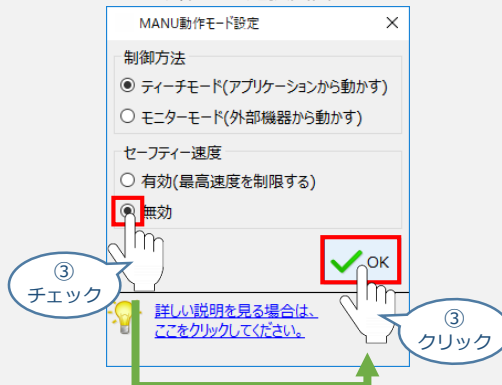 MANU動作モード設定
制御方法
ティーチモード(アプリケーションから動かす)
モニターモード(外部機器から動かす)
セーフティー速度
有効(最高速度を制限する)
無効
OK
③
チェック
詳しい説明を見る場合は、
ここをクリックしてください。
③
クリック